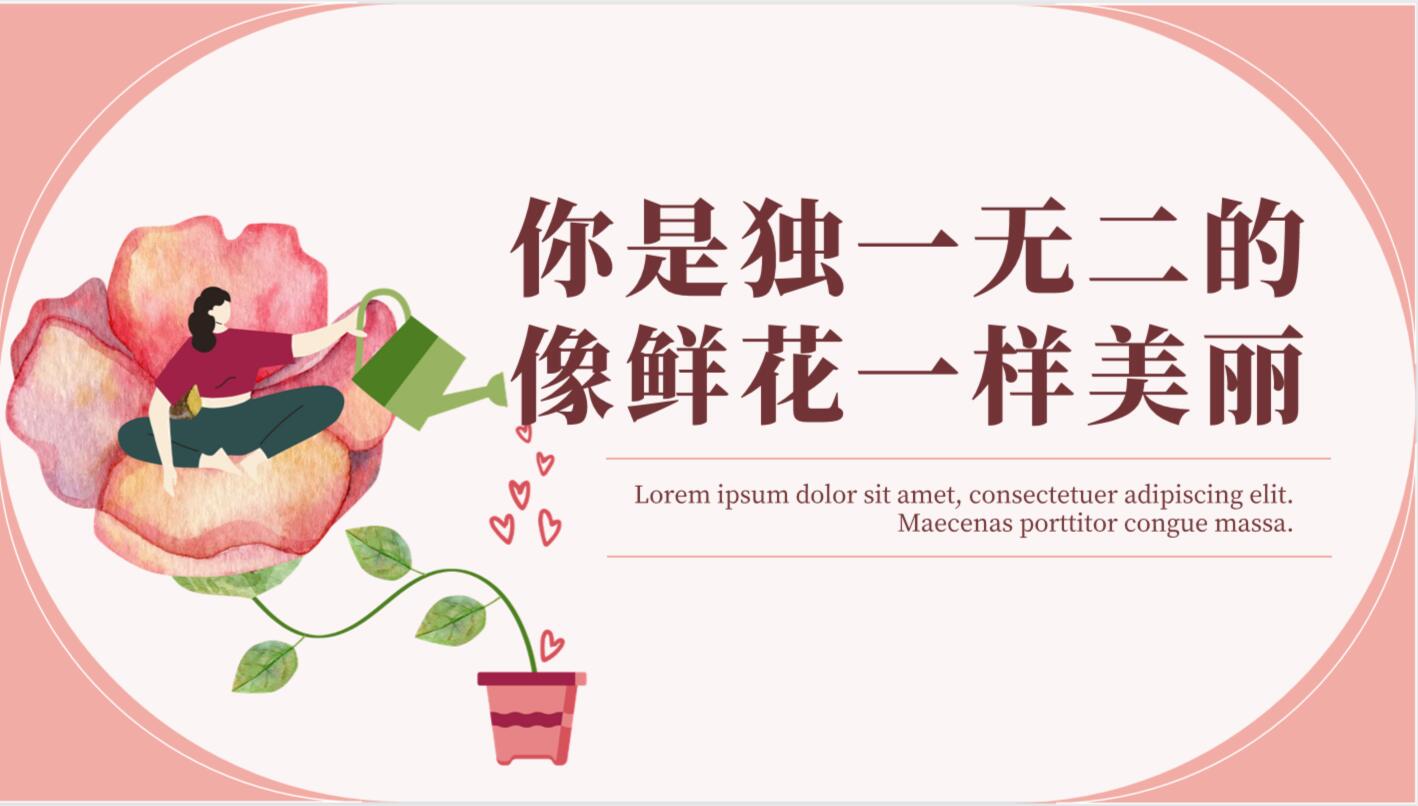 你是独一无二的
像鲜花一样美丽
Lorem ipsum dolor sit amet, consectetuer adipiscing elit.
Maecenas porttitor congue massa.